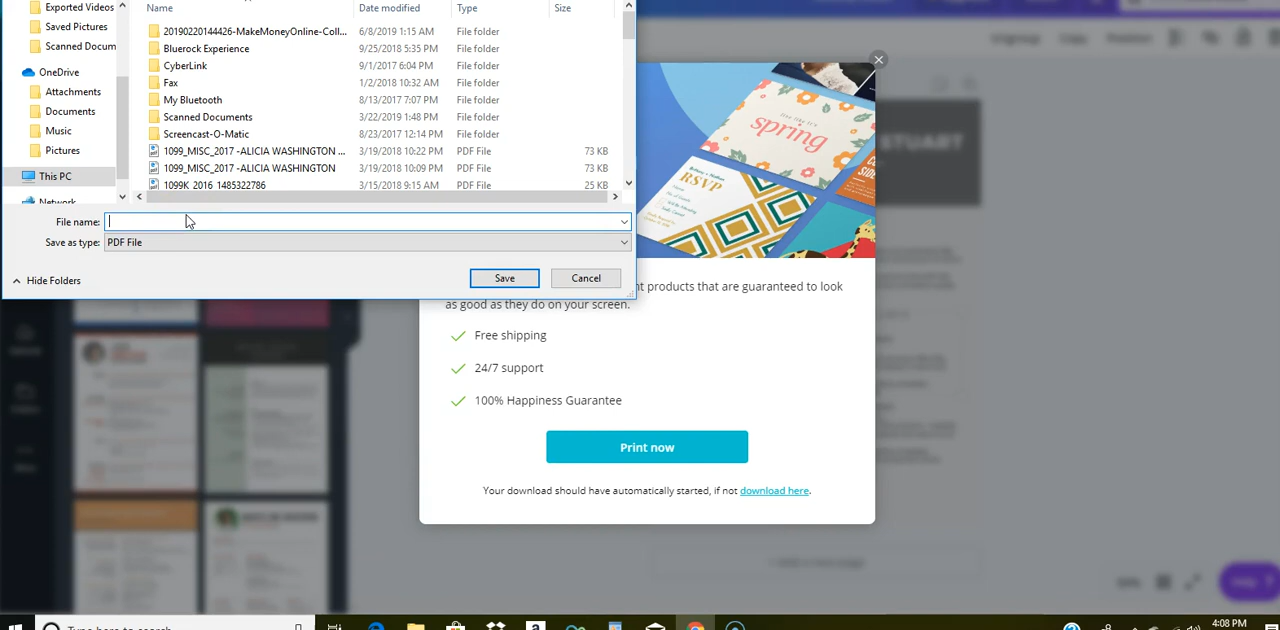 Exported Videos
Saved Pictures
Scanned Docum
OneDrive
Attachments
Documents
Music
Pictures
This PC
Network
Name Date modified Type Size
20190220144426-MakeMoneyOnline-Coll... 6/8/2019 1:15 AM File folder
Bluerock Experience 9/25/2018 5:35 PM File folder
CyberLink 9/1/2017 6:04 PM File folder
Fax 1/2/2018 10:32 AM File folder
My Bluetooth 8/13/2017 7:07 PM File folder
Scanned Documents 3/22/2019 1:48 PM File folder
Screencast-O-Matic 8/23/2017 12:14 PM File folder
1099_MISC_2017 -ALICIA WASHINGTON ... 3/19/2018 10:22 PM PDF File 73 KB
1099_MISC_2017 -ALICIA WASHINGTON 3/19/2018 10:09 PM PDF File 73 KB
1099K_2016_1485322786 3/15/2018 9:15 AM PDF File 25 KB
File name:
Save as type: PDF File
Hide Folders
Save Cancel
spring
RSVP
STUART
nt products that are guaranteed to look
as good as they do on your screen.
Free shipping
24/7 support
100% Happiness Guarantee
Print now
Your download should have automatically started, if not download here.
Help ?
Type here to search
4:08 PM